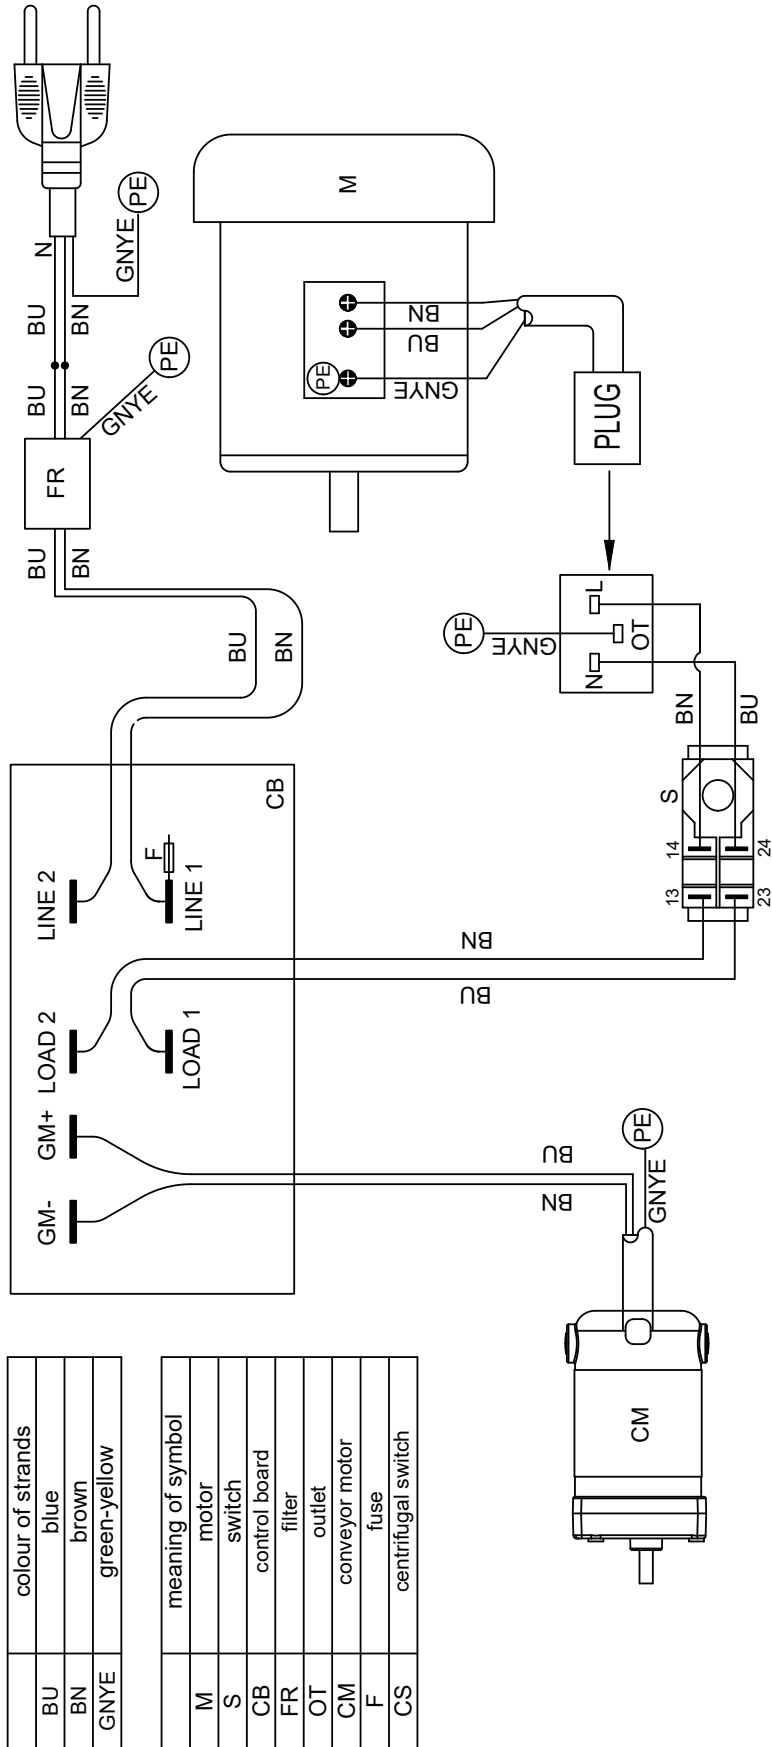 N
BU
BN
GNYE
PE
BU
BN
GNYE
PE
FR
BU
BN
BU
BN
M
BN
BU
PE
GNYE
PLUG
L
OT
N
PE
GNYE
BN
BU
S
14
24
13
23
CB
LINE 2
F
LINE 1
LOAD 2
LOAD 1
GM+
GM-
BN
BU
BU
BN
PE
GNYE
CM
colour of strands
BU blue
BN brown
GNYE green-yellow
meaning of symbol
M motor
S switch
CB control board
FR filter
OT outlet
CM conveyor motor
F fuse
CS centrifugal switch